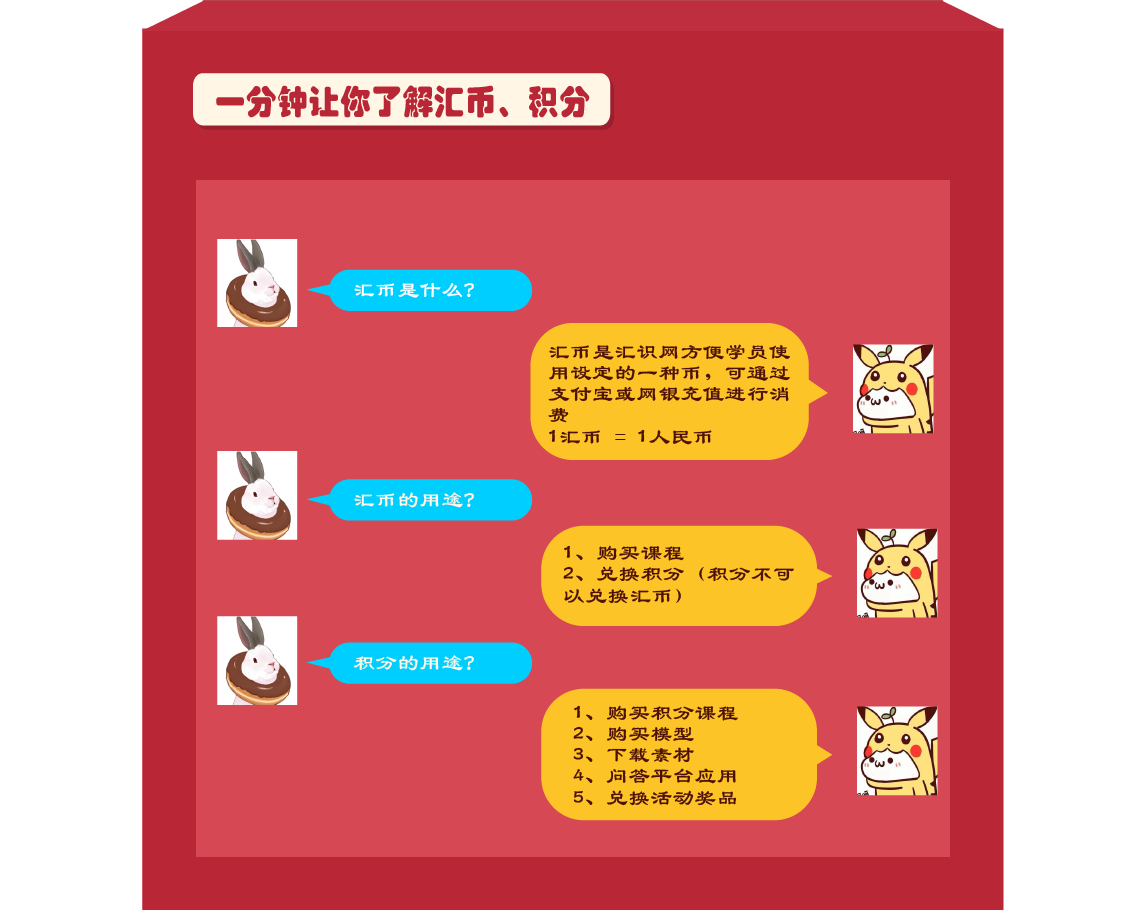 一分钟让你了解汇币、积分
汇币是什么?
汇币是汇识网方便学员使
用设定的一种币，可通过
支付宝或网银充值进行消
费
1汇币 = 1人民币
汇币的用途?
1、购买课程
2、兑换积分（积分不可
以兑换汇币）
积分的用途?
1、购买积分课程
2、购买模型
3、下载素材
4、问答平台应用
5、兑换活动奖品